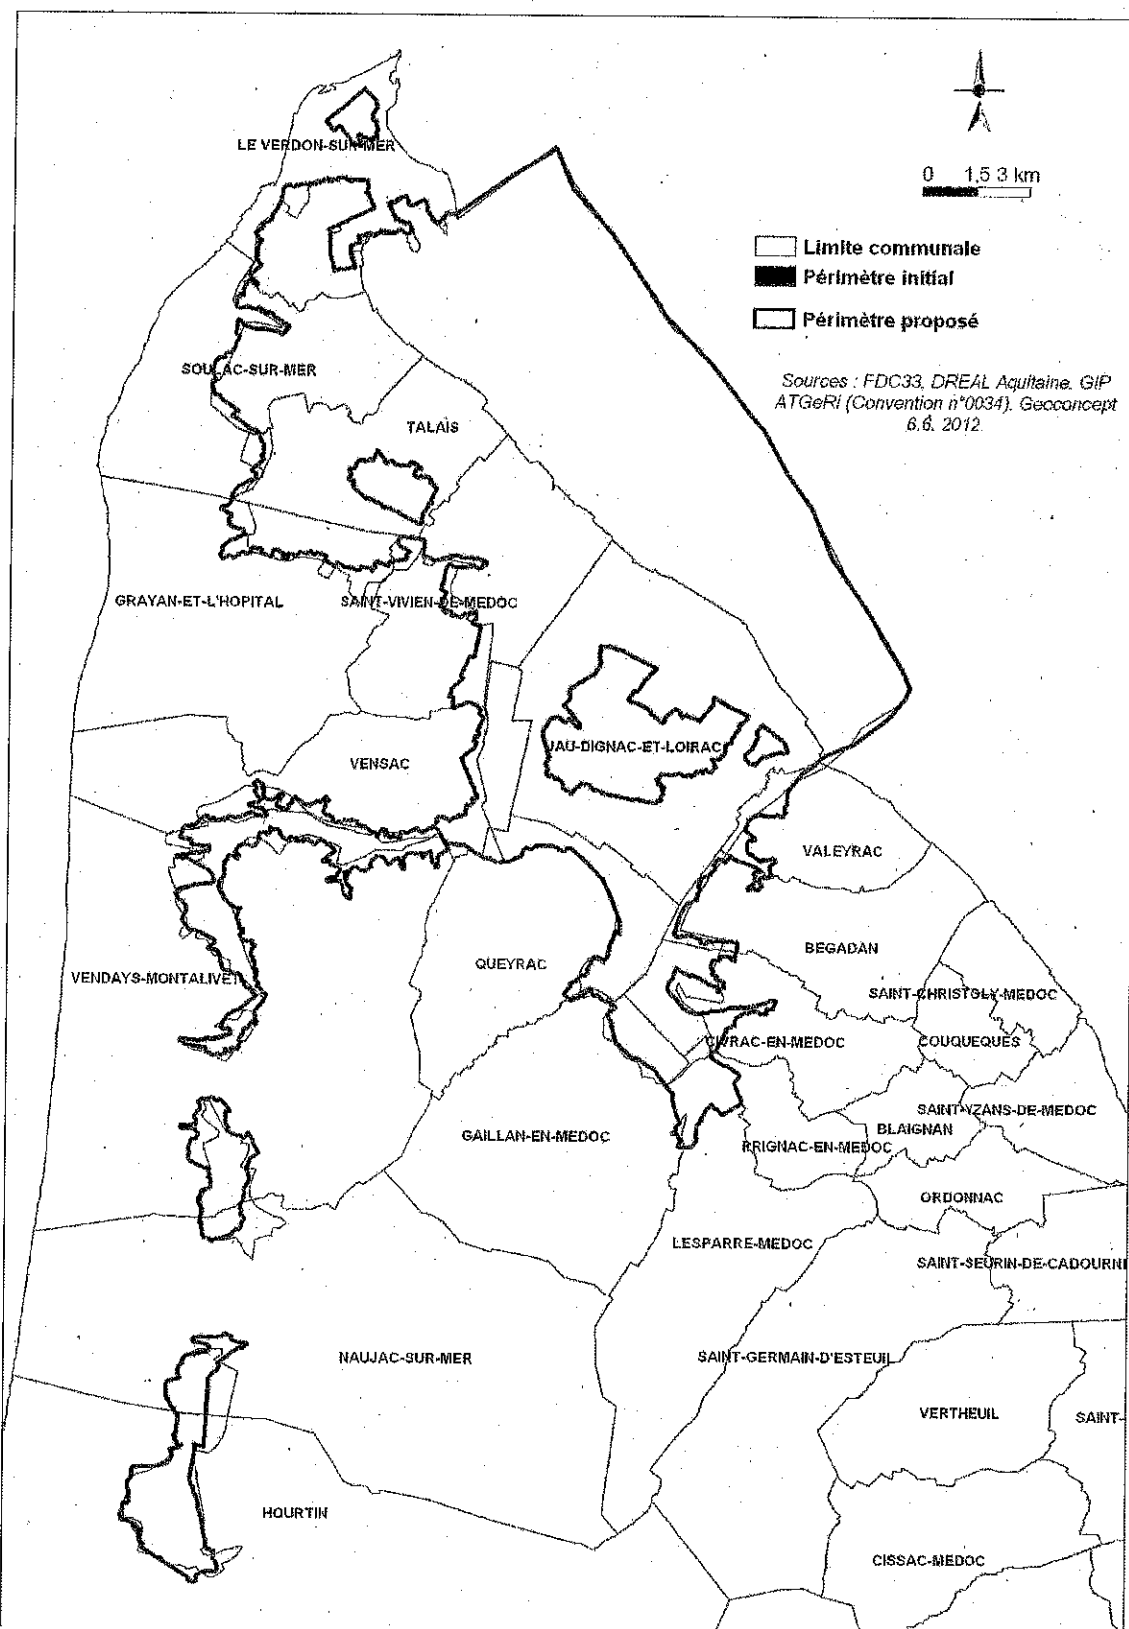 LE VERDON-SUR-MER
0 1,5 3 km
Limite communale
Périmètre initial
Périmètre proposé
Sources : FDC33, DREAL Aquitaine, GIP
ATGeRi (Convention n°0034). Geoconcept
6.6. 2012.
SOULAC-SUR-MER
TALAIS
GRAYAN-ET-L'HOPITAL
SAINT-VIVIEN-DE-MEDOC
JAU-DIGNAC-ET-LOIRAC
VENSAC
VALEYRAC
BEGADAN
QUEYRAC
VENDAYS-MONTALIVET
SAINT-CHRISTOLY-MEDOC
CIVRAC-EN-MEDOC
COUQUEQUES
SAINT-YZANS-DE-MEDOC
BLAIGNAN
GAILLAN-EN-MEDOC
PRIGNAC-EN-MEDOC
ORDONNAC
LESPARRE-MEDOC
SAINT-SEURIN-DE-CADOURNE
NAUJAC-SUR-MER
SAINT-GERMAIN-D'ESTEUIL
VERTHEUIL
SAINT-
HOURTIN
CISSAC-MEDOC